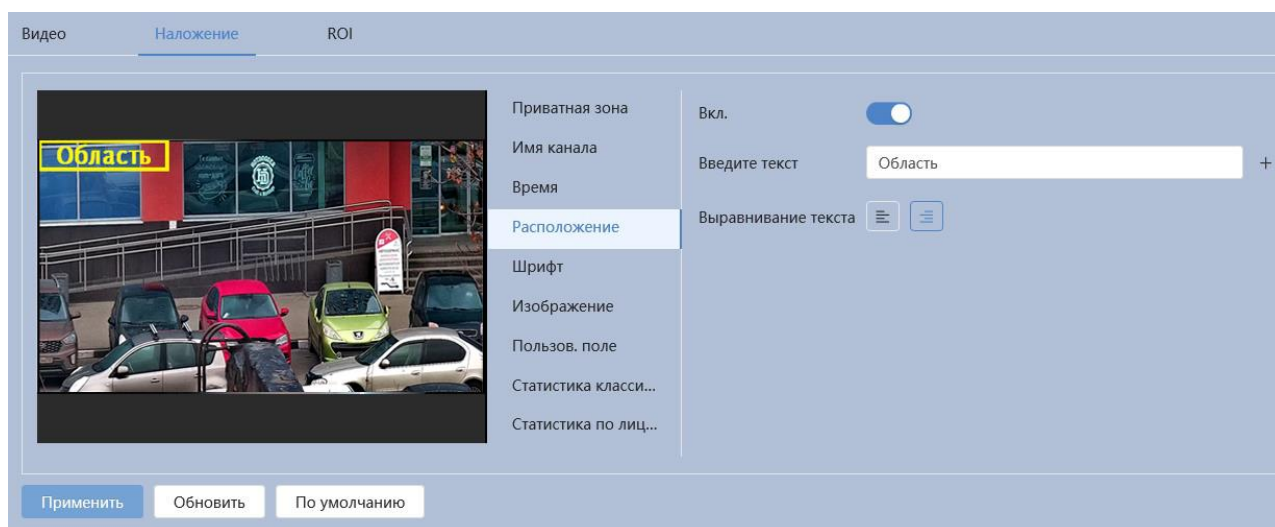 Видео Наложение ROI
Область
Приватная зона
Имя канала
Время
Расположение
Шрифт
Изображение
Пользов. поле
Статистика класси...
Статистика по лиц...
Вкл.
Введите текст Область +
Выравнивание текста
Применить Обновить По умолчанию